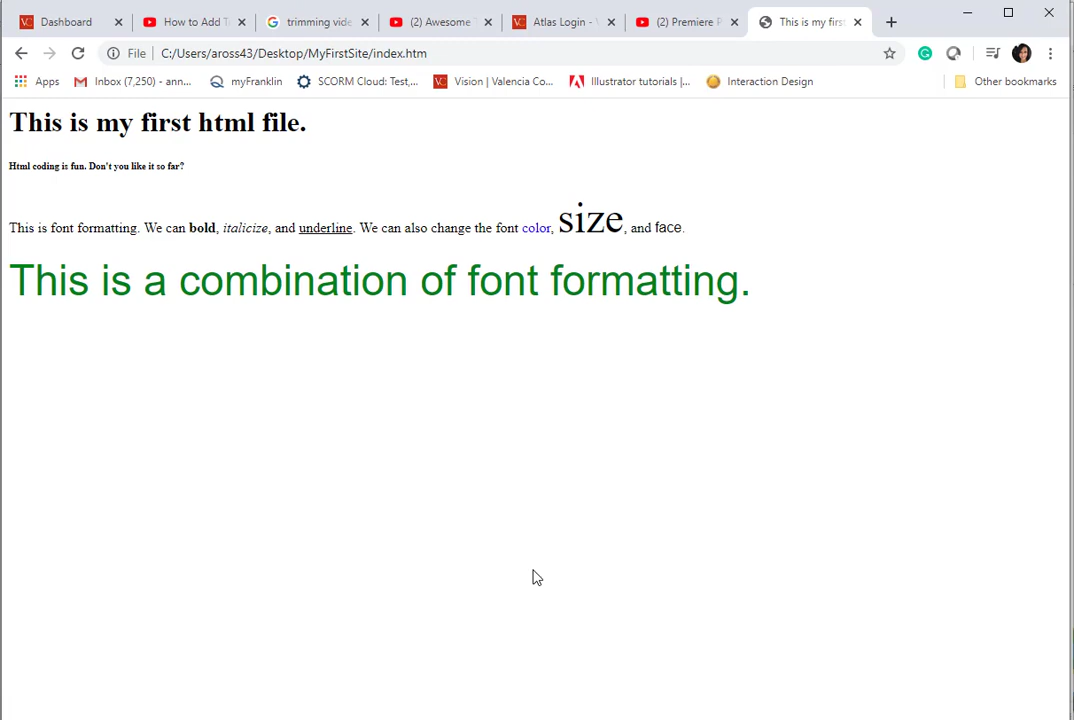 Dashboard
How to Add T
trimming vide
(2) Awesome
Atlas Login -
(2) Premiere P
This is my first
File
C:/Users/aross43/Desktop/MyFirstSite/index.htm
Apps
Inbox (7,250) - ann...
myFranklin
SCORM Cloud: Test,...
Vision | Valencia Co...
Illustrator tutorials |...
Interaction Design
Other bookmarks
This is my first html file.
Html coding is fun. Don't you like it so far?
This is font formatting. We can bold, italicize, and underline. We can also change the font color, size, and face.
This is a combination of font formatting.